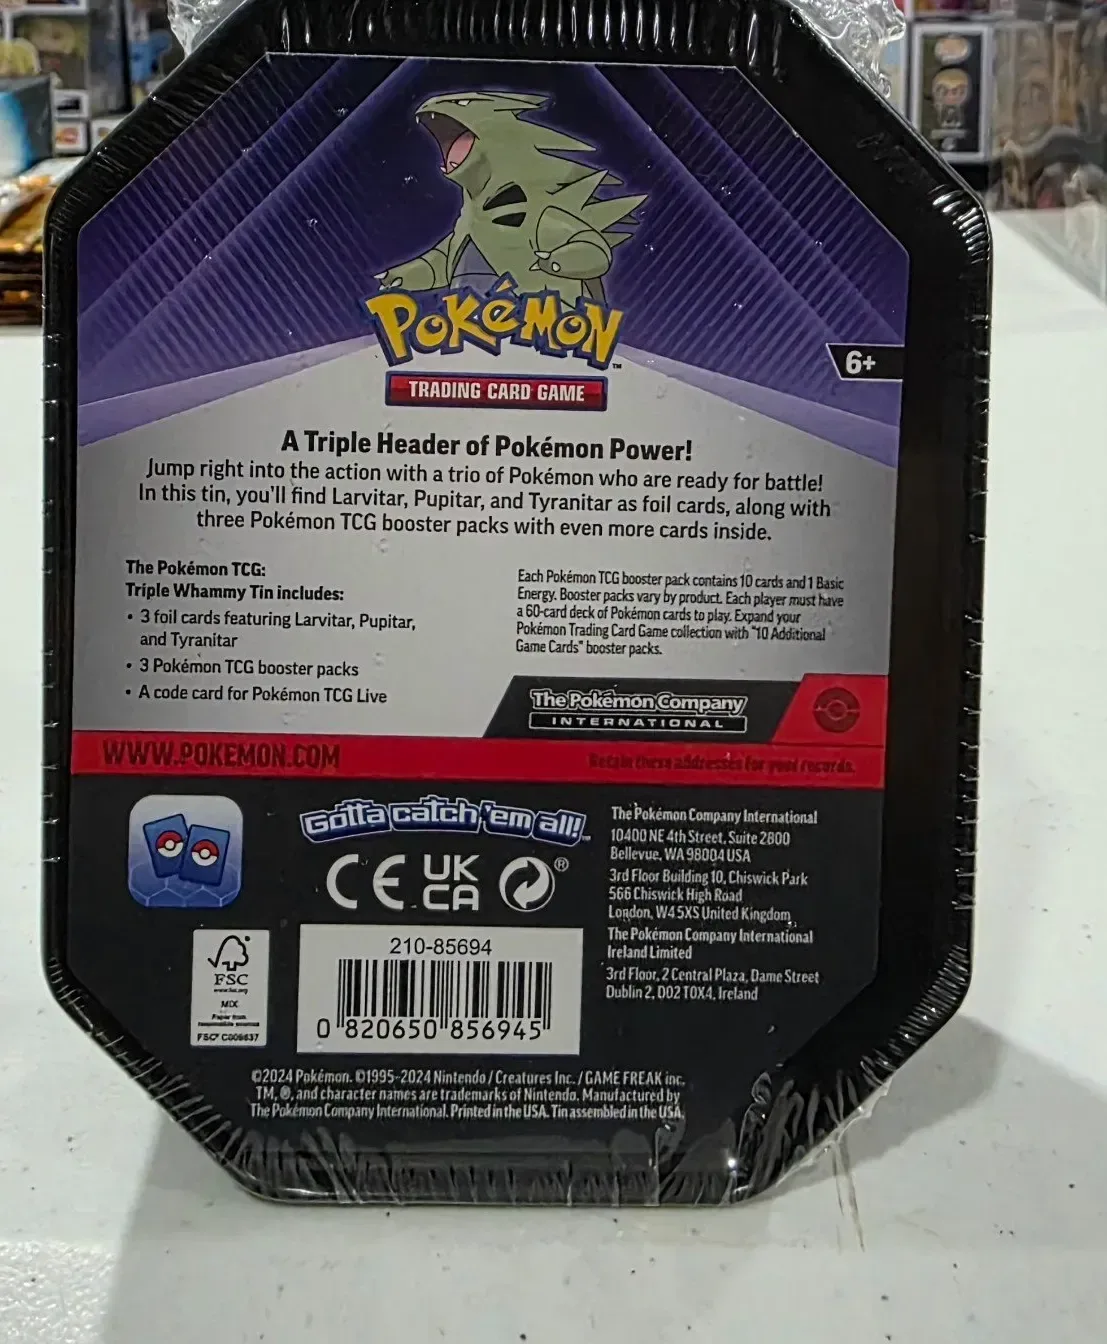 POKéMON
TM
TRADING CARD GAME
6+
A Triple Header of Pokémon Power!
Jump right into the action with a trio of Pokémon who are ready for battle!
In this tin, you'll find Larvitar, Pupitar, and Tyranitar as foil cards, along with
three Pokémon TCG booster packs with even more cards inside.
The Pokémon TCG:
Triple Whammy Tin includes:
• 3 foil cards featuring Larvitar, Pupitar,
and Tyranitar
• 3 Pokémon TCG booster packs
• A code card for Pokémon TCG Live
Each Pokémon TCG booster pack contains 10 cards and 1 Basic
Energy. Booster packs vary by product. Each player must have
a 60-card deck of Pokémon cards to play. Expand your
Pokémon Trading Card Game collection with "10 Additional
Game Cards" booster packs.
The Pokémon Company
INTERNATIONAL
WWW.POKEMON.COM
Retain these addresses for your records.
Gotta catch 'em all!
CE UK
CA
®
The Pokémon Company International
10400 NE 4th Street, Suite 2800
Bellevue, WA 98004 USA
3rd Floor Building 10, Chiswick Park
566 Chiswick High Road
London, W4 5XS United Kingdom
The Pokémon Company International
Ireland Limited
3rd Floor, 2 Central Plaza, Dame Street
Dublin 2, D02 T0X4, Ireland
FSC
www.fsc.org
MIX
Paper from
responsible sources
FSC® C009637
210-85694
0 820650 856945
©2024 Pokémon. ©1995–2024 Nintendo / Creatures Inc. / GAME FREAK inc.
TM, ®, and character names are trademarks of Nintendo. Manufactured by
The Pokémon Company International. Printed in the USA. Tin assembled in the USA.